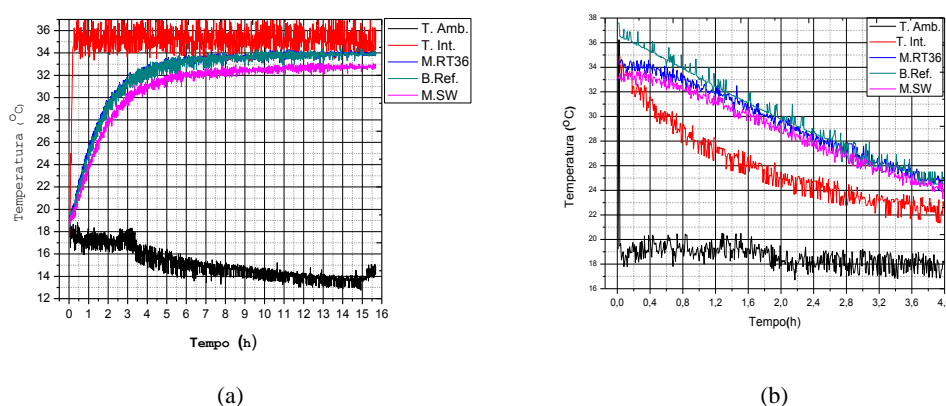 36
34
32
30
28
26
24
22
20
18
16
14
12
Temperatura (°C)
0 1 2 3 4 5 6 7 8 9 10 11 12 13 14 15 16
Tempo (h)
T. Amb.
T. Int.
M.RT36
B.Ref.
M.SW
(a)
38
36
34
32
30
28
26
24
22
20
18
16
Temperatura (°C)
0,0 0,4 0,8 1,2 1,6 2,0 2,4 2,8 3,2 3,6 4,
Tempo(h)
T. Amb.
T. Int.
M.RT36
B.Ref.
M.SW
(b)